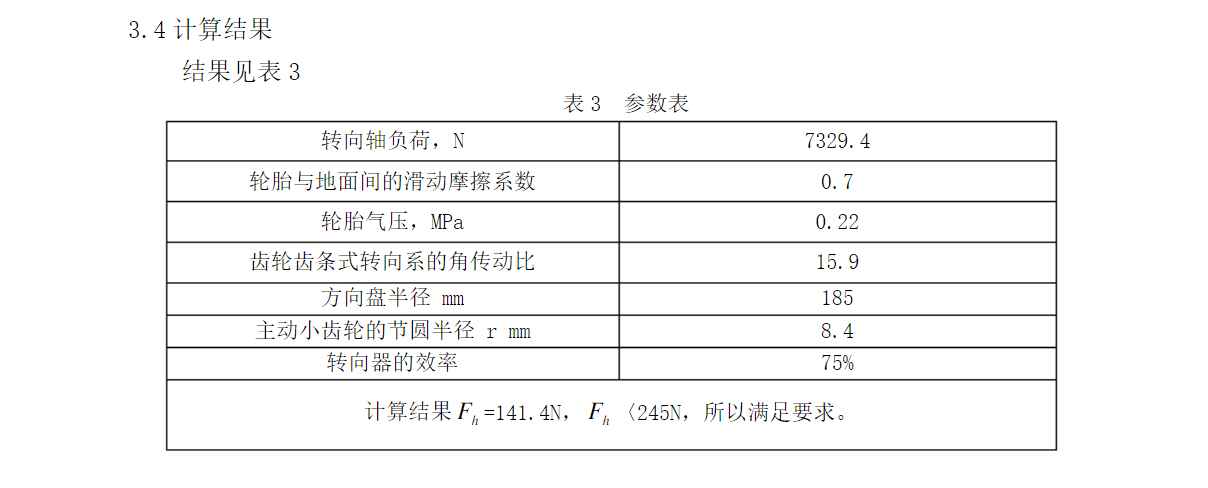 3.4 计算结果
结果见表 3
表 3 参数表
转向轴负荷，N 7329.4
轮胎与地面间的滑动摩擦系数 0.7
轮胎气压，MPa 0.22
齿轮齿条式转向系的角传动比 15.9
方向盘半径 mm 185
主动小齿轮的节圆半径 r mm 8.4
转向器的效率 75%
计算结果 Fh =141.4N， Fh 〈245N，所以满足要求。